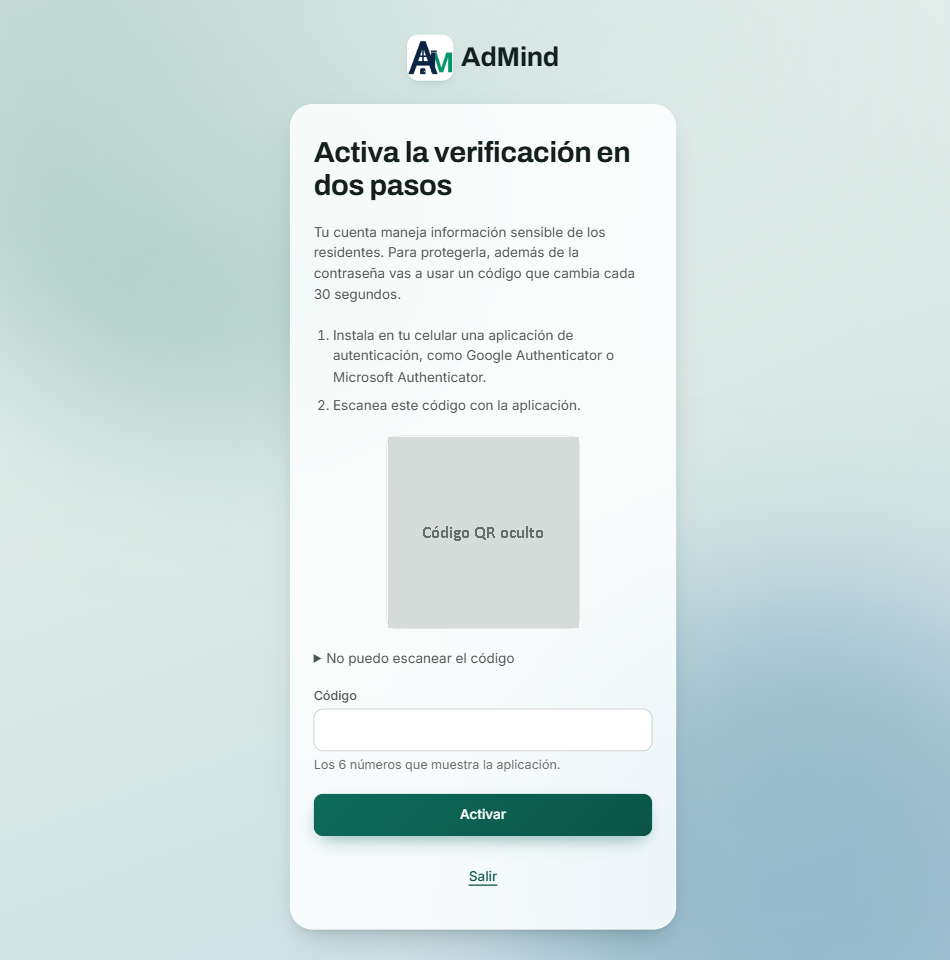 AM AdMind
Activa la verificación en
dos pasos
Tu cuenta maneja información sensible de los
residentes. Para protegerla, además de la
contraseña vas a usar un código que cambia cada
30 segundos.
1. Instala en tu celular una aplicación de
autenticación, como Google Authenticator o
Microsoft Authenticator.
2. Escanea este código con la aplicación.
Código QR oculto
No puedo escanear el código
Código
Los 6 números que muestra la aplicación.
Activar
Salir